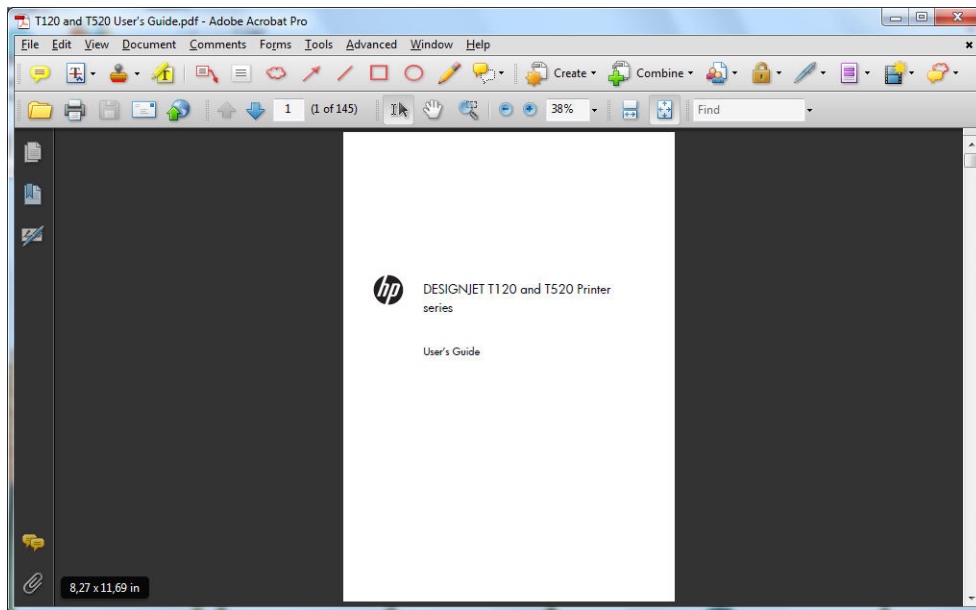 T120 and T520 User's Guide.pdf - Adobe Acrobat Pro
File Edit View Document Comments Forms Tools Advanced Window Help
Create Combine
1 (1 of 145) 38% Find
hp
DESIGNJET T120 and T520 Printer
series
User's Guide
8,27 x 11,69 in